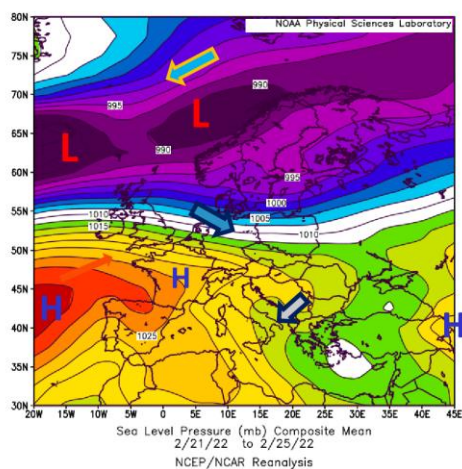 NOAA Physical Sciences Laboratory
80N
75N
70N
65N
60N
55N
50N
45N
40N
35N
30N
995
990
L
L
990
995
1000
1005
1010
1010
1015
H
H
H
1025
20W 15W 10W 5W 0 5E 10E 15E 20E 25E 30E 35E 40E 45E
Sea Level Pressure (mb) Composite Mean
2/21/22 to 2/25/22
NCEP/NCAR Reanalysis